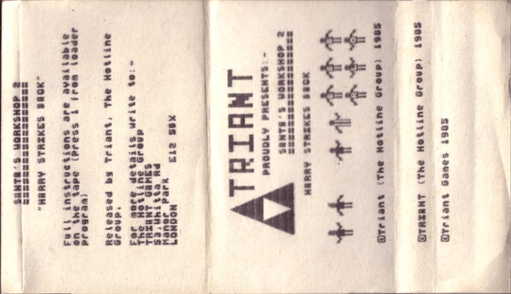 SANTA'S WORKSHOP 2
==================
"HARRY STRIKES BACK"
Full instructions are available
on the tape (Press 1 from loader
Program)
Released by Triant, The Hotline
Group.
For more details write to:-
The Hotline Group
TRIANT GAMES
53, Rd
Manor Park
LONDON E12 5BX
TRIANT
PROUDLY PRESENTS:-
SANTA'S WORKSHOP 2
==================
HARRY STRIKES BACK
©Triant (The Hotline Group) 1985
©TRIANT (The Hotline Group) 1985
©Triant Games 1985